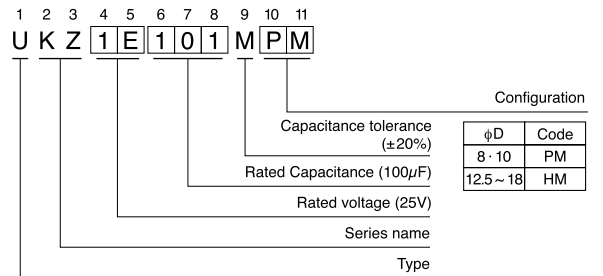 1 2 3 4 5 6 7 8 9 10 11
U K Z 1 E 1 0 1 M P M
Configuration
Capacitance tolerance
(±20%)
Rated Capacitance (100µF)
Rated voltage (25V)
Series name
Type
φD Code
8 · 10 PM
12.5 ~ 18 HM